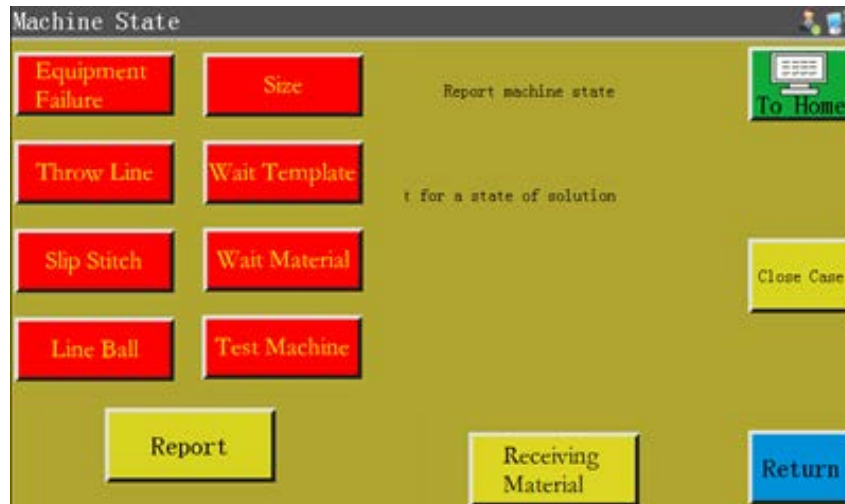 Machine State
Equipment
Failure
Size
Report machine state
To Home
Throw Line
Wait Template
t for a state of solution
Slip Stitch
Wait Material
Close Case
Line Ball
Test Machine
Report
Receiving
Material
Return